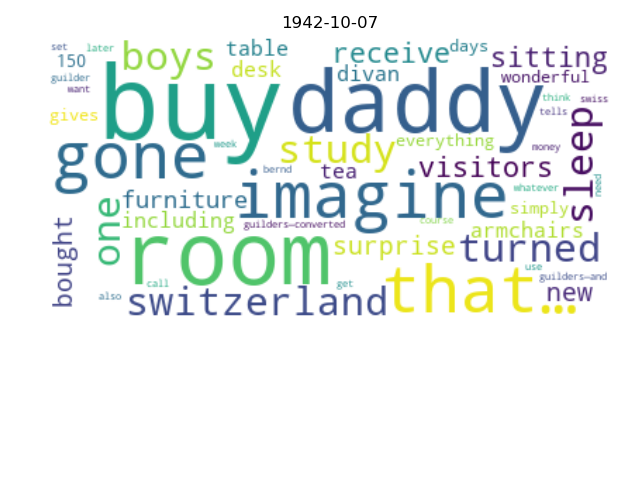 1942-10-07
set later boys table receive days sitting
150 desk divan wonderful
guilder
want buy daddy think swiss
gives tells
gone week study everything money sleep
bernd tea visitors
imagine whatever need
furniture simply
one including guilders—converted course armchairs
bought room surprise turned
call get that… use guilders—and
also switzerland new